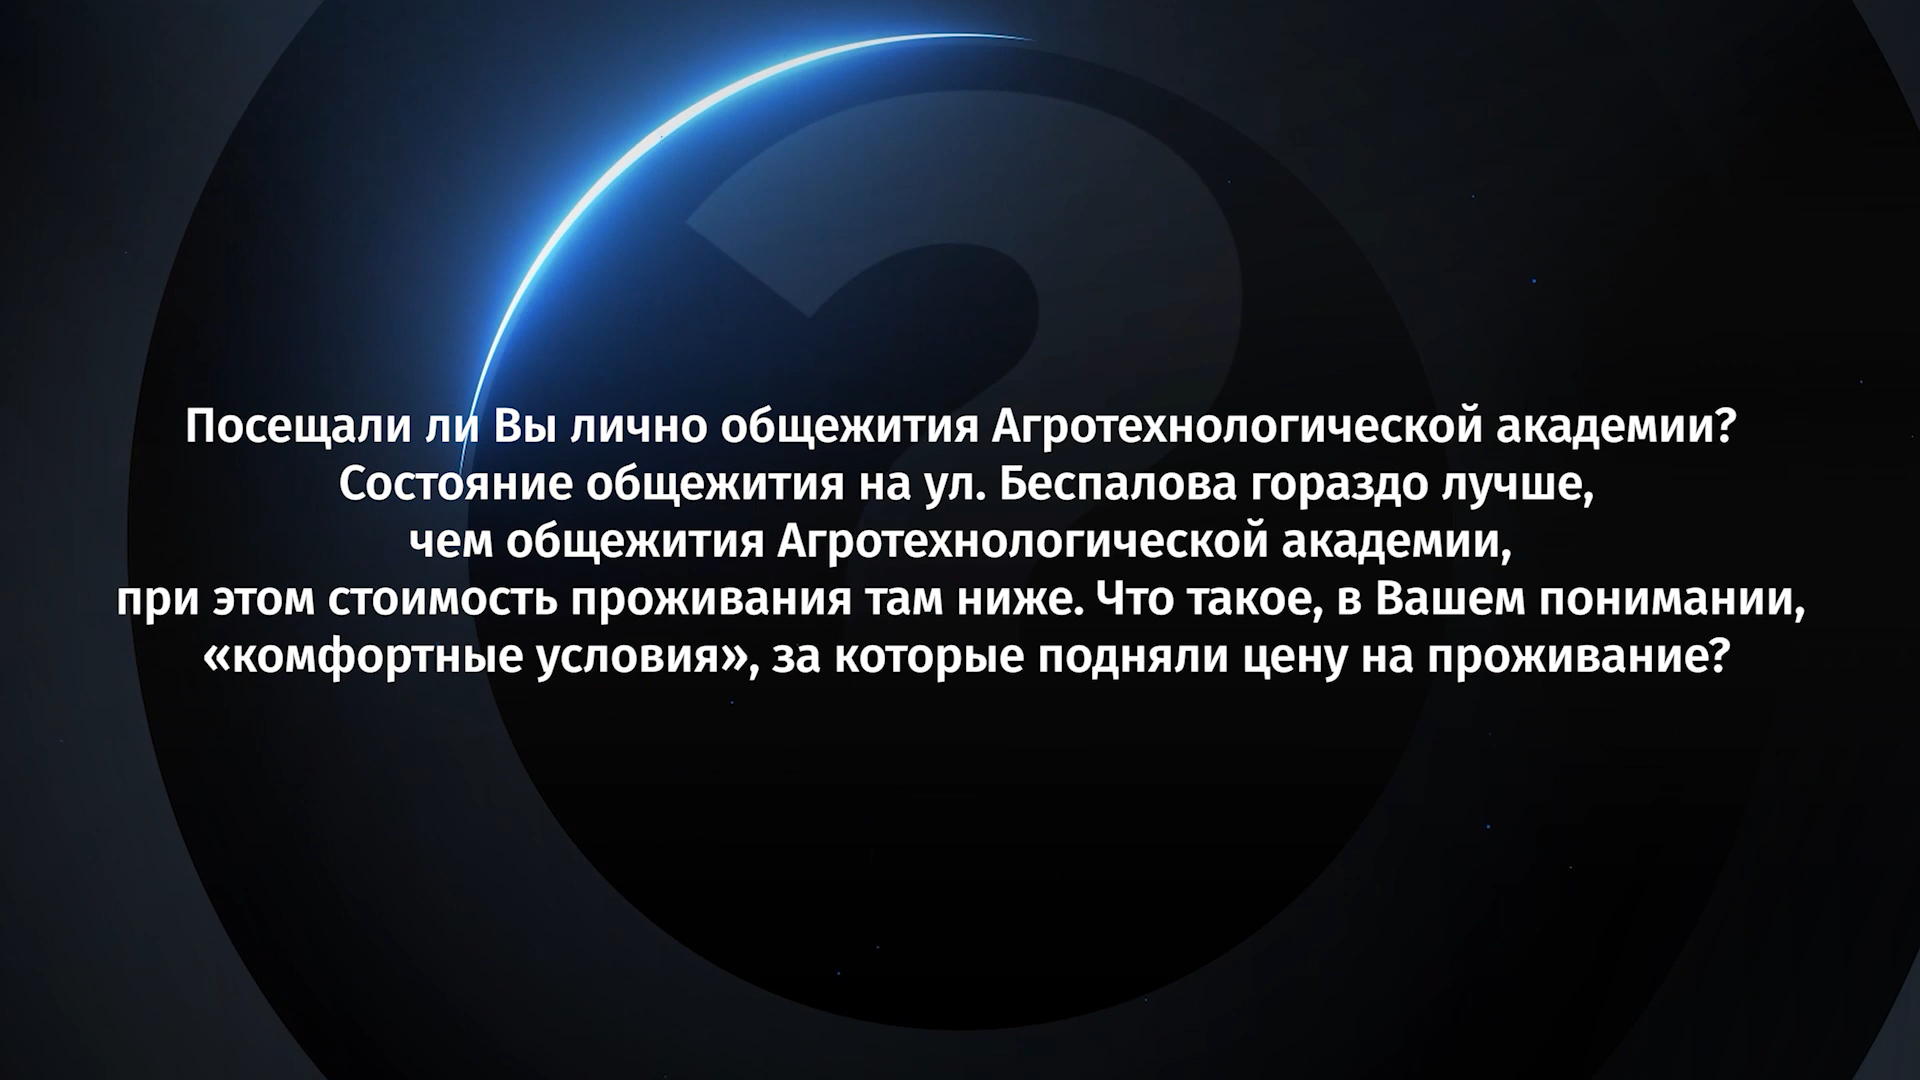 Посещали ли Вы лично общежития Агротехнологической академии?
Состояние общежития на ул. Беспалова гораздо лучше,
чем общежития Агротехнологической академии,
при этом стоимость проживания там ниже. Что такое, в Вашем понимании,
«комфортные условия», за которые подняли цену на проживание?